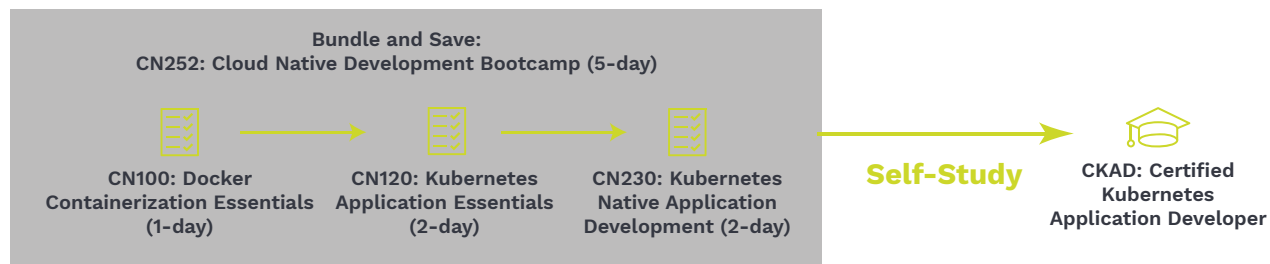 Bundle and Save:
CN252: Cloud Native Development Bootcamp (5-day)
CN100: Docker
Containerization Essentials
(1-day)
CN120: Kubernetes
Application Essentials
(2-day)
CN230: Kubernetes
Native Application
Development (2-day)
Self-Study
CKAD: Certified
Kubernetes
Application Developer